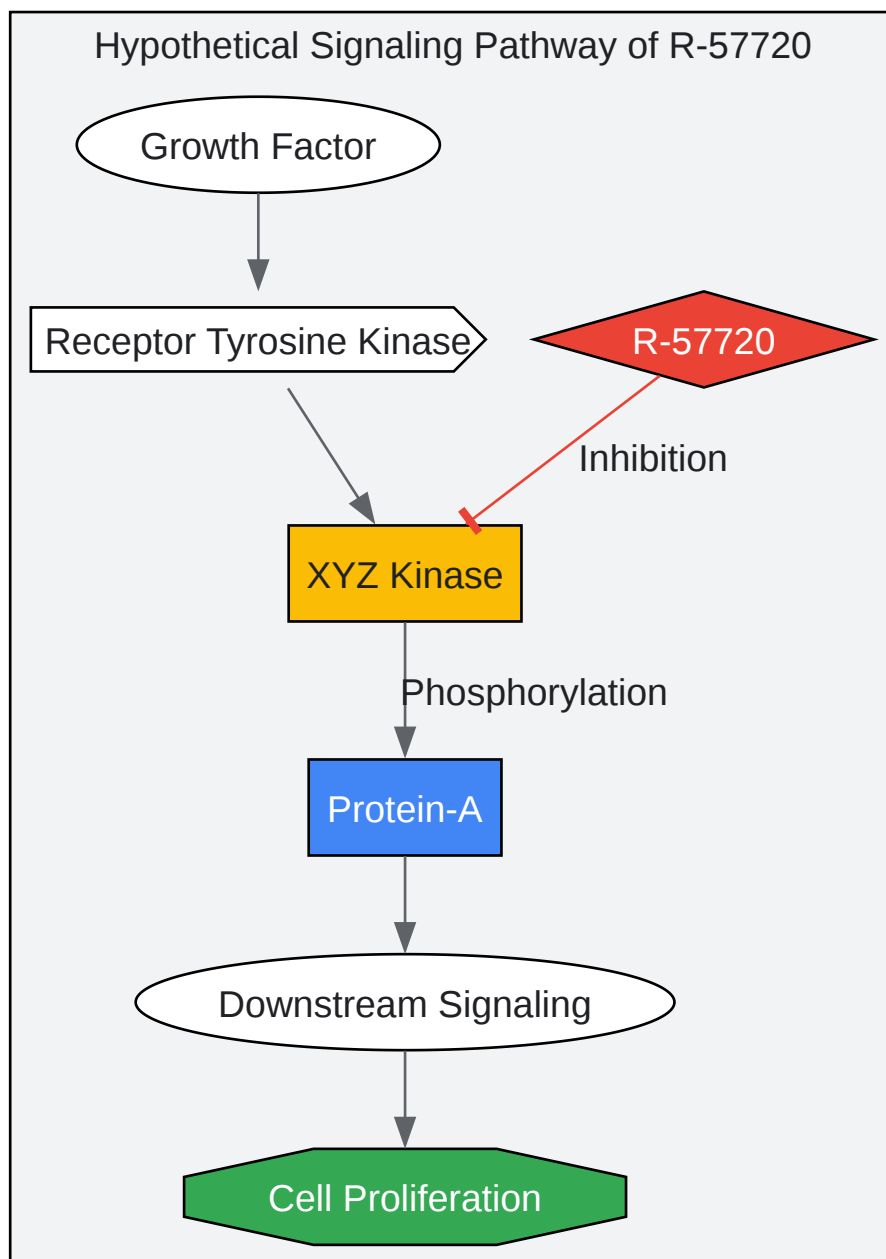 Hypothetical Signaling Pathway of R-57720
Growth Factor
Receptor Tyrosine Kinase
R-57720
Inhibition
XYZ Kinase
Phosphorylation
Protein-A
Downstream Signaling
Cell Proliferation